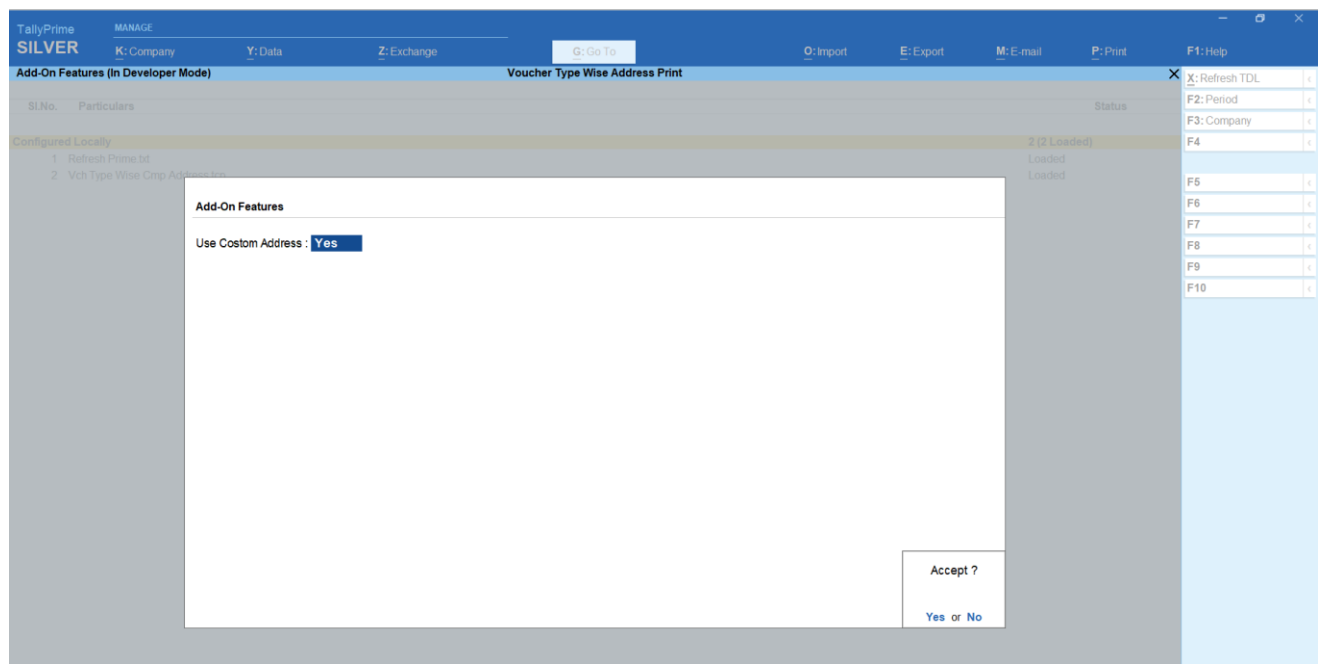 TallyPrime MANAGE
SILVER K: Company Y: Data Z: Exchange G: Go To O: Import E: Export M: E-mail P: Print F1: Help
Add-On Features (In Developer Mode) Voucher Type Wise Address Print X: Refresh TDL
Sl.No. Particulars Status F2: Period
F3: Company
Configured Locally 2 (2 Loaded) F4
1 Refresh Prime.txt Loaded
2 Vch Type Wise Cmp Address.tcp Loaded
F5
Add-On Features F6
F7
Use Costom Address : Yes F8
F9
F10
Accept ?
Yes or No